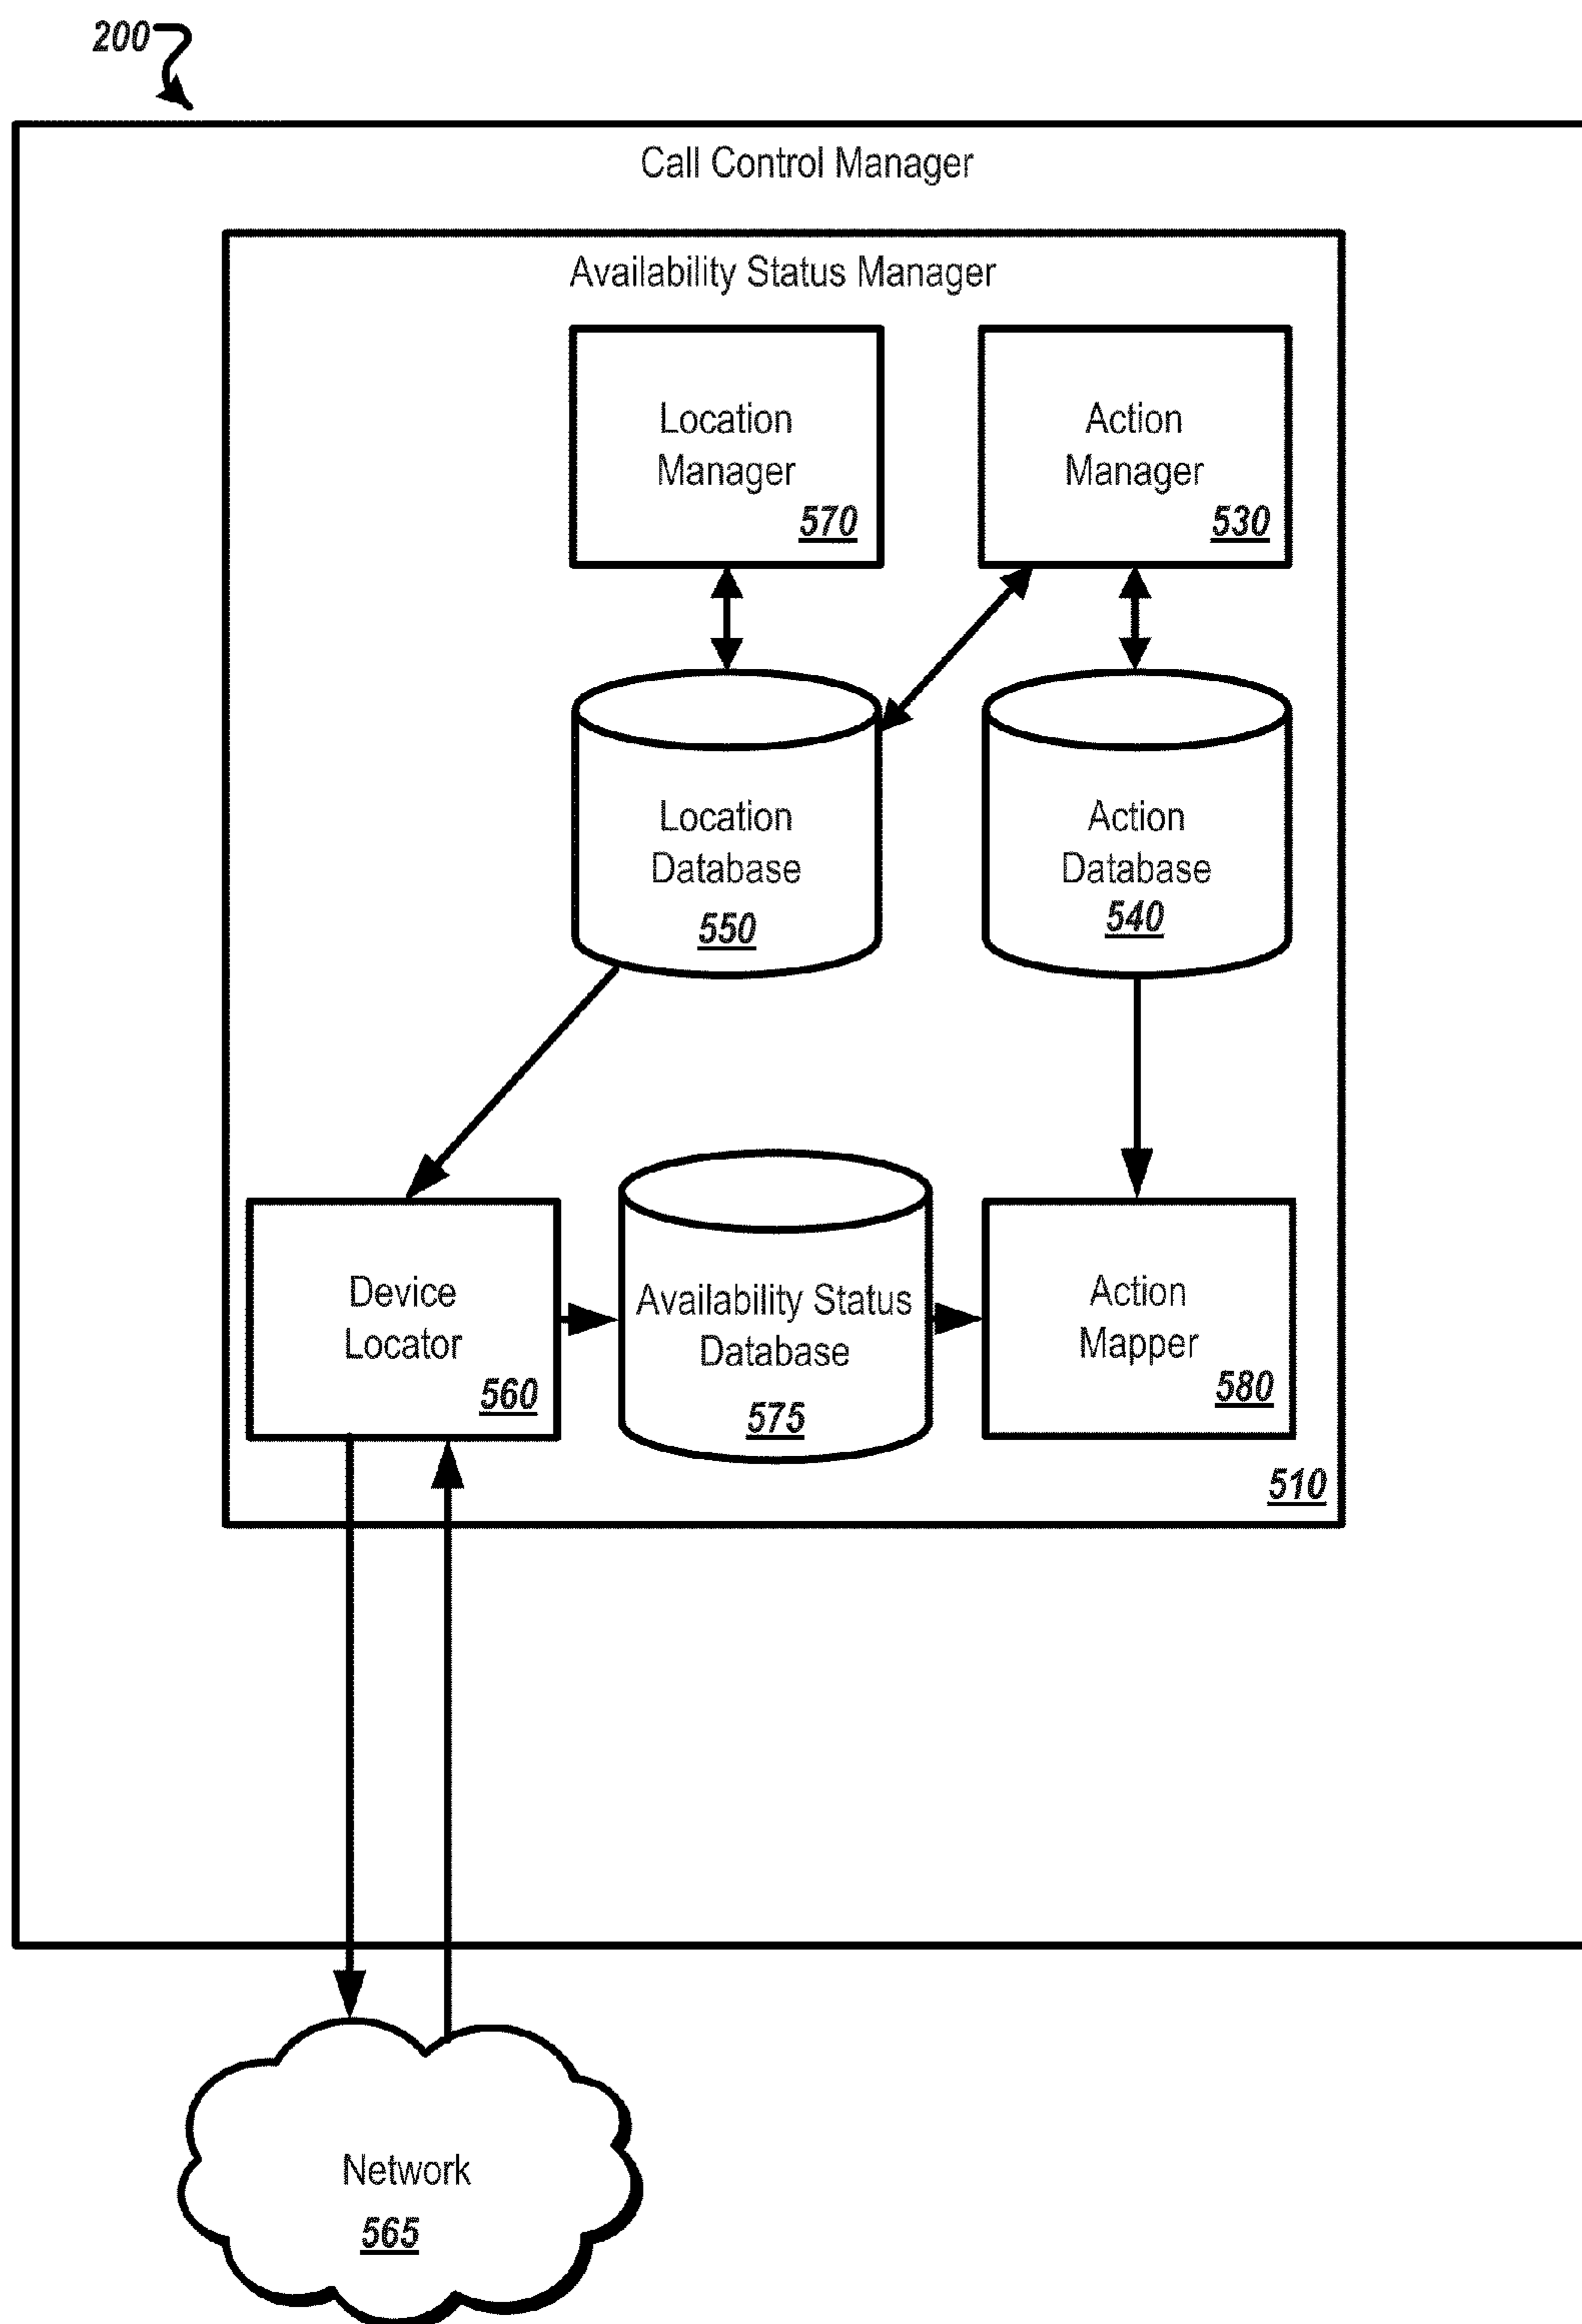 200
Call Control Manager
Availability Status Manager
Location
Manager
570
Action
Manager
530
Location
Database
550
Action
Database
540
Device
Locator
560
Availability Status
Database
575
Action
Mapper
580
510
Network
565